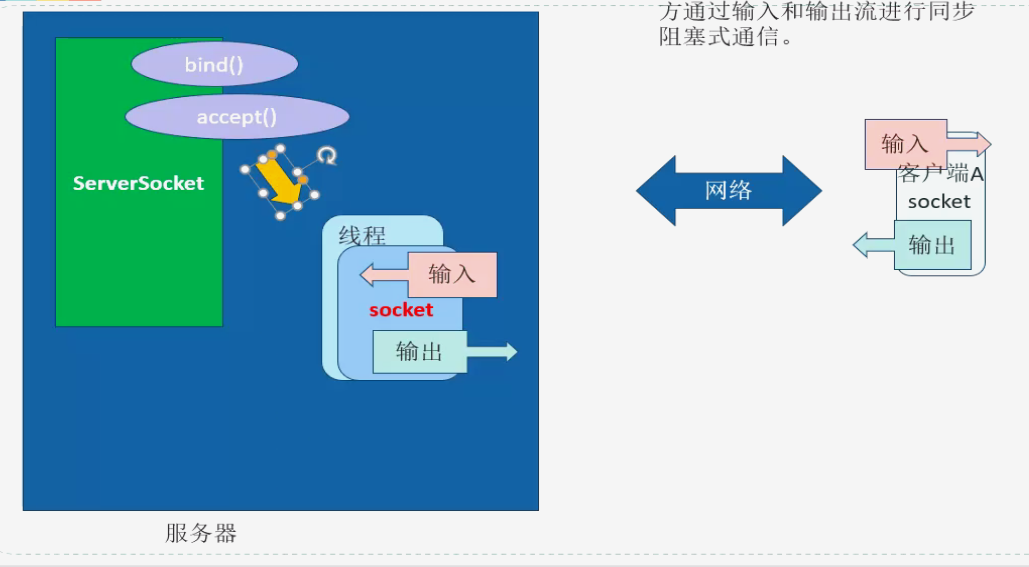 方通过输入和输出流进行同步
阻塞式通信。
bind()
accept()
ServerSocket
线程
输入
socket
输出
服务器
网络
输入
客户端A
socket
输出